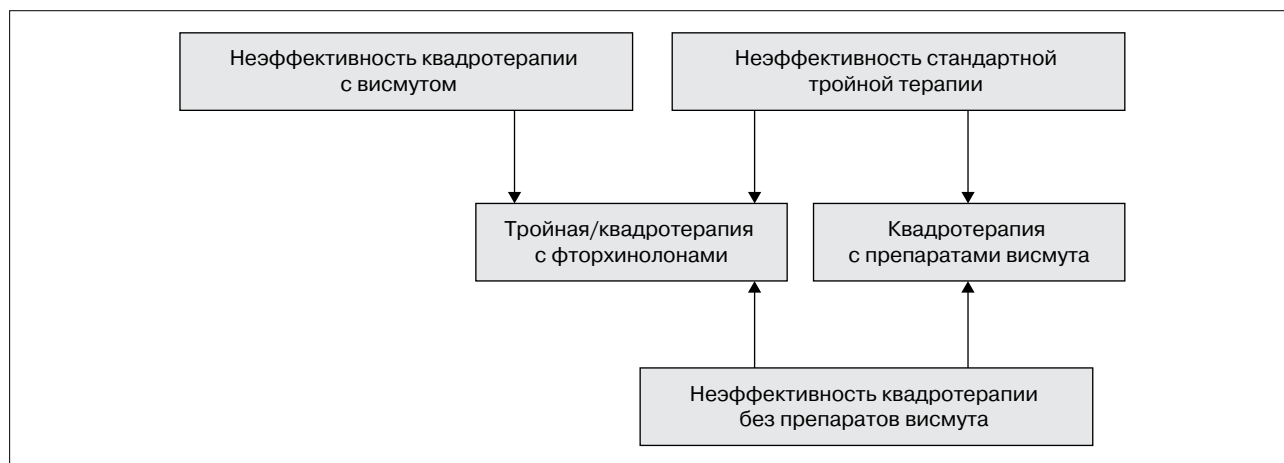 Неэффективность квадротерапии
с висмутом
Неэффективность стандартной
тройной терапии
Тройная/квадротерапия
с фторхинолонами
Квадротерапия
с препаратами висмута
Неэффективность квадротерапии
без препаратов висмута